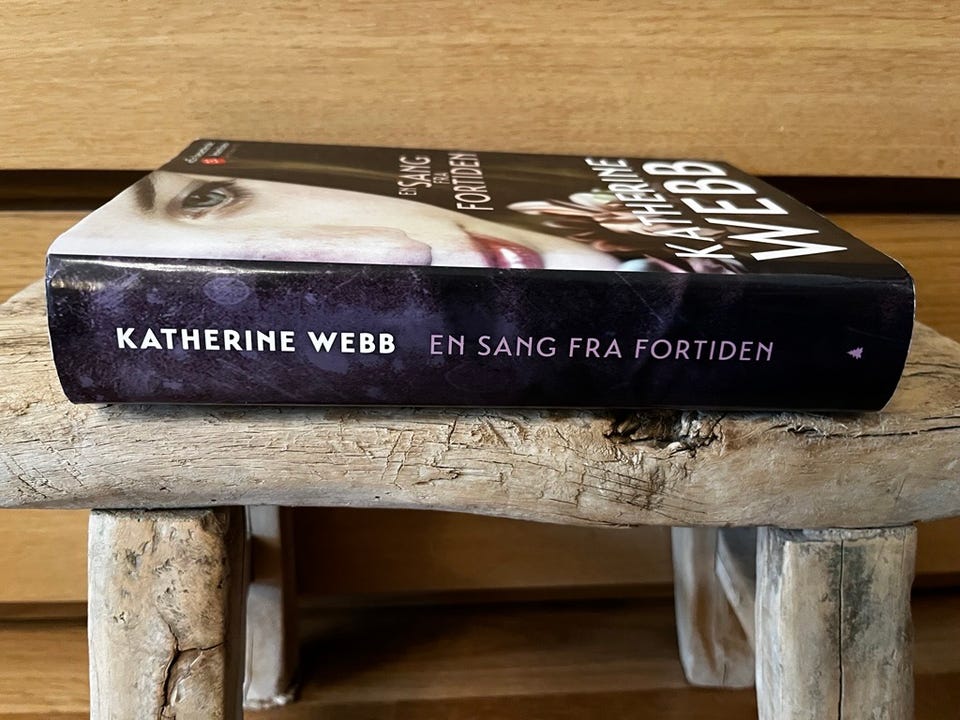 EN SANG
FRA
FORTIDEN
KATHERINE
WEBB
KATHERINE WEBB EN SANG FRA FORTIDEN